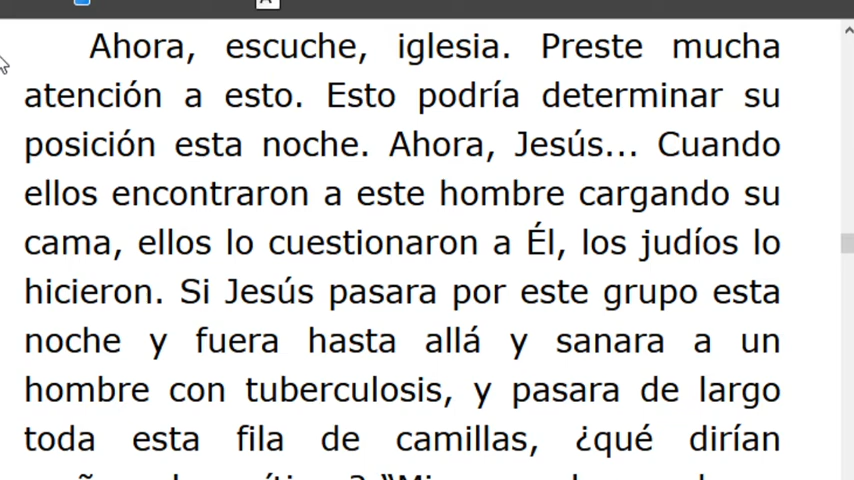 Ahora, escuche, iglesia. Preste mucha
atención a esto. Esto podría determinar su
posición esta noche. Ahora, Jesús... Cuando
ellos encontraron a este hombre cargando su
cama, ellos lo cuestionaron a Él, los judíos lo
hicieron. Si Jesús pasara por este grupo esta
noche y fuera hasta allá y sanara a un
hombre con tuberculosis, y pasara de largo
toda esta fila de camillas, ¿qué dirían